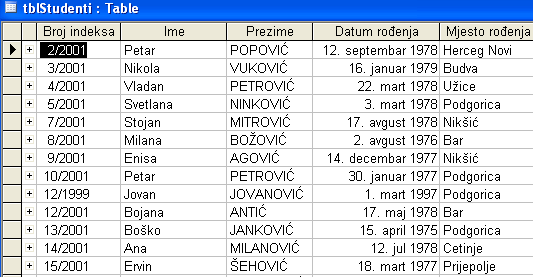 tblStudenti : Table
Broj indeksa Ime Prezime Datum rođenja Mjesto rođenja
+ 2/2001 Petar POPOVIĆ 12. septembar 1978 Herceg Novi
+ 3/2001 Nikola VUKOVIĆ 16. januar 1979 Budva
+ 4/2001 Vladan PETROVIĆ 22. mart 1978 Užice
+ 5/2001 Svetlana NINKOVIĆ 3. mart 1978 Podgorica
+ 7/2001 Stojan MITROVIĆ 17. avgust 1978 Nikšić
+ 8/2001 Milana BOŽOVIĆ 2. avgust 1976 Bar
+ 9/2001 Enisa AGOVIĆ 14. decembar 1977 Nikšić
+ 10/2001 Petar PETROVIĆ 30. januar 1977 Podgorica
+ 12/1999 Jovan JOVANOVIĆ 1. mart 1997 Podgorica
+ 12/2001 Bojana ANTIĆ 17. maj 1978 Bar
+ 13/2001 Boško JANKOVIĆ 15. april 1975 Podgorica
+ 14/2001 Ana MILANOVIĆ 12. jul 1978 Cetinje
+ 15/2001 Ervin ŠEHOVIĆ 18. mart 1977 Prijepolje